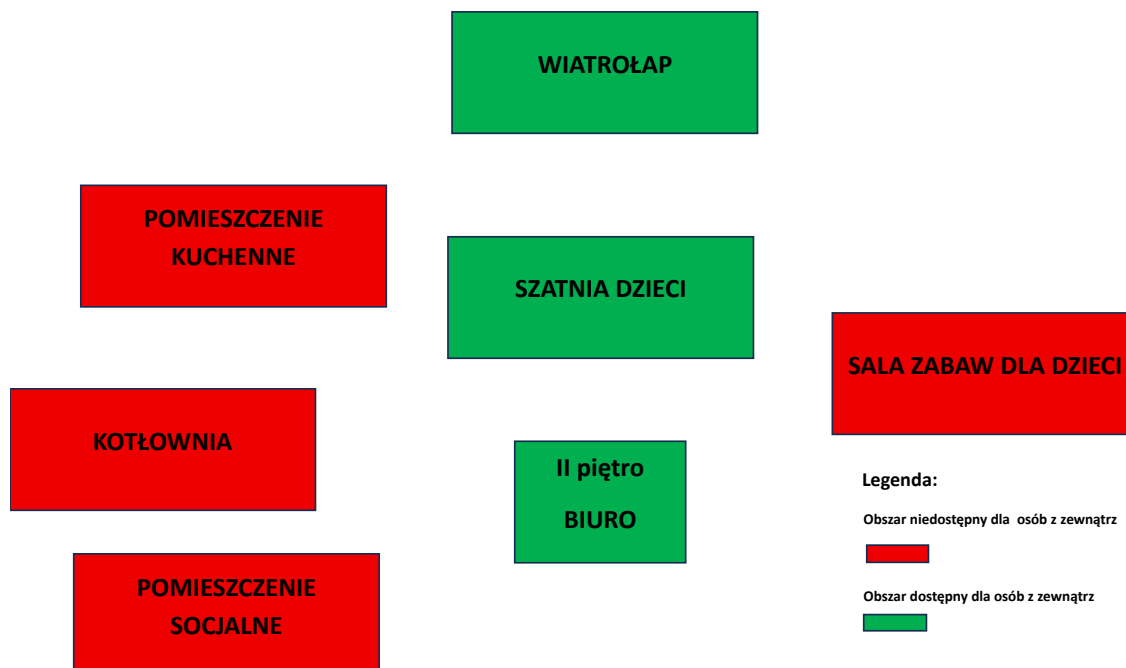 WIATROŁAP
POMIESZCZENIE
KUCHENNE
SZATNIA DZIECI
SALA ZABAW DLA DZIECI
KOTŁOWNIA
II piętro
BIURO
POMIESZCZENIE
SOCJALNE
Legenda:
Obszar niedostępny dla osób z zewnątrz
Obszar dostępny dla osób z zewnątrz